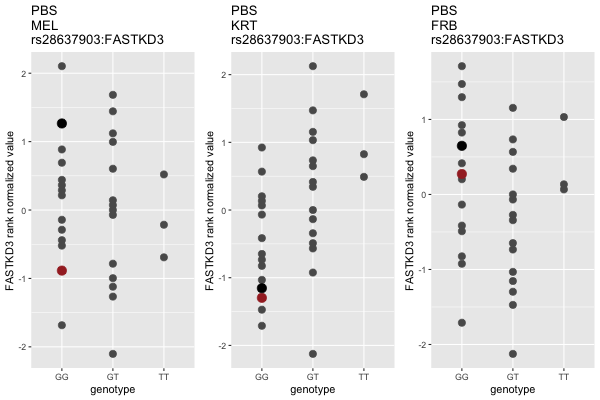 PBS
MEL
rs28637903:FASTKD3
FASTKD3 rank normalized value
2
1
0
-1
-2
GG
GT
TT
genotype
PBS
KRT
rs28637903:FASTKD3
FASTKD3 rank normalized value
2
1
0
-1
-2
GG
GT
TT
genotype
PBS
FRB
rs28637903:FASTKD3
FASTKD3 rank normalized value
1
0
-1
-2
GG
GT
TT
genotype